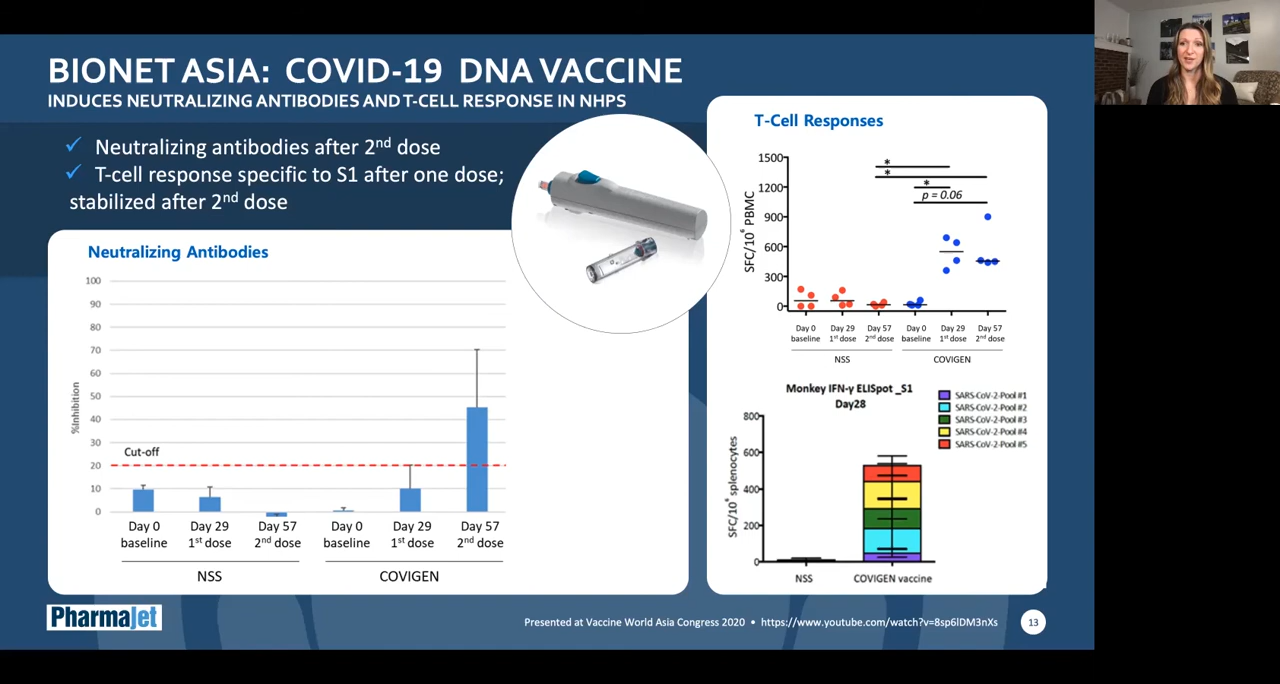 BIONET ASIA: COVID-19 DNA VACCINE
INDUCES NEUTRALIZING ANTIBODIES AND T-CELL RESPONSE IN NHPS
✓ Neutralizing antibodies after 2nd dose
✓ T-cell response specific to S1 after one dose;
stabilized after 2nd dose
Neutralizing Antibodies
100
90
80
70
60
50
40
30
20
10
0
%Inhibition
Cut-off
Day 0 Day 29 Day 57 Day 0 Day 29 Day 57
baseline 1st dose 2nd dose baseline 1st dose 2nd dose
NSS COVIGEN
T-Cell Responses
1500
1200
900
600
300
0
SFC/10⁶ PBMC
*
*
*
p = 0.06
Day 0 Day 29 Day 57 Day 0 Day 29 Day 57
baseline 1st dose 2nd dose baseline 1st dose 2nd dose
NSS COVIGEN
Monkey IFN-γ ELISpot _S1
Day28
800
600
400
200
0
SFC/10⁶ splenocytes
NSS COVIGEN vaccine
SARS-CoV-2-Pool #1
SARS-CoV-2-Pool #2
SARS-CoV-2-Pool #3
SARS-CoV-2-Pool #4
SARS-CoV-2-Pool #5
PharmaJet
Presented at Vaccine World Asia Congress 2020 • https://www.youtube.com/watch?v=8sp6lDM3nXs
13